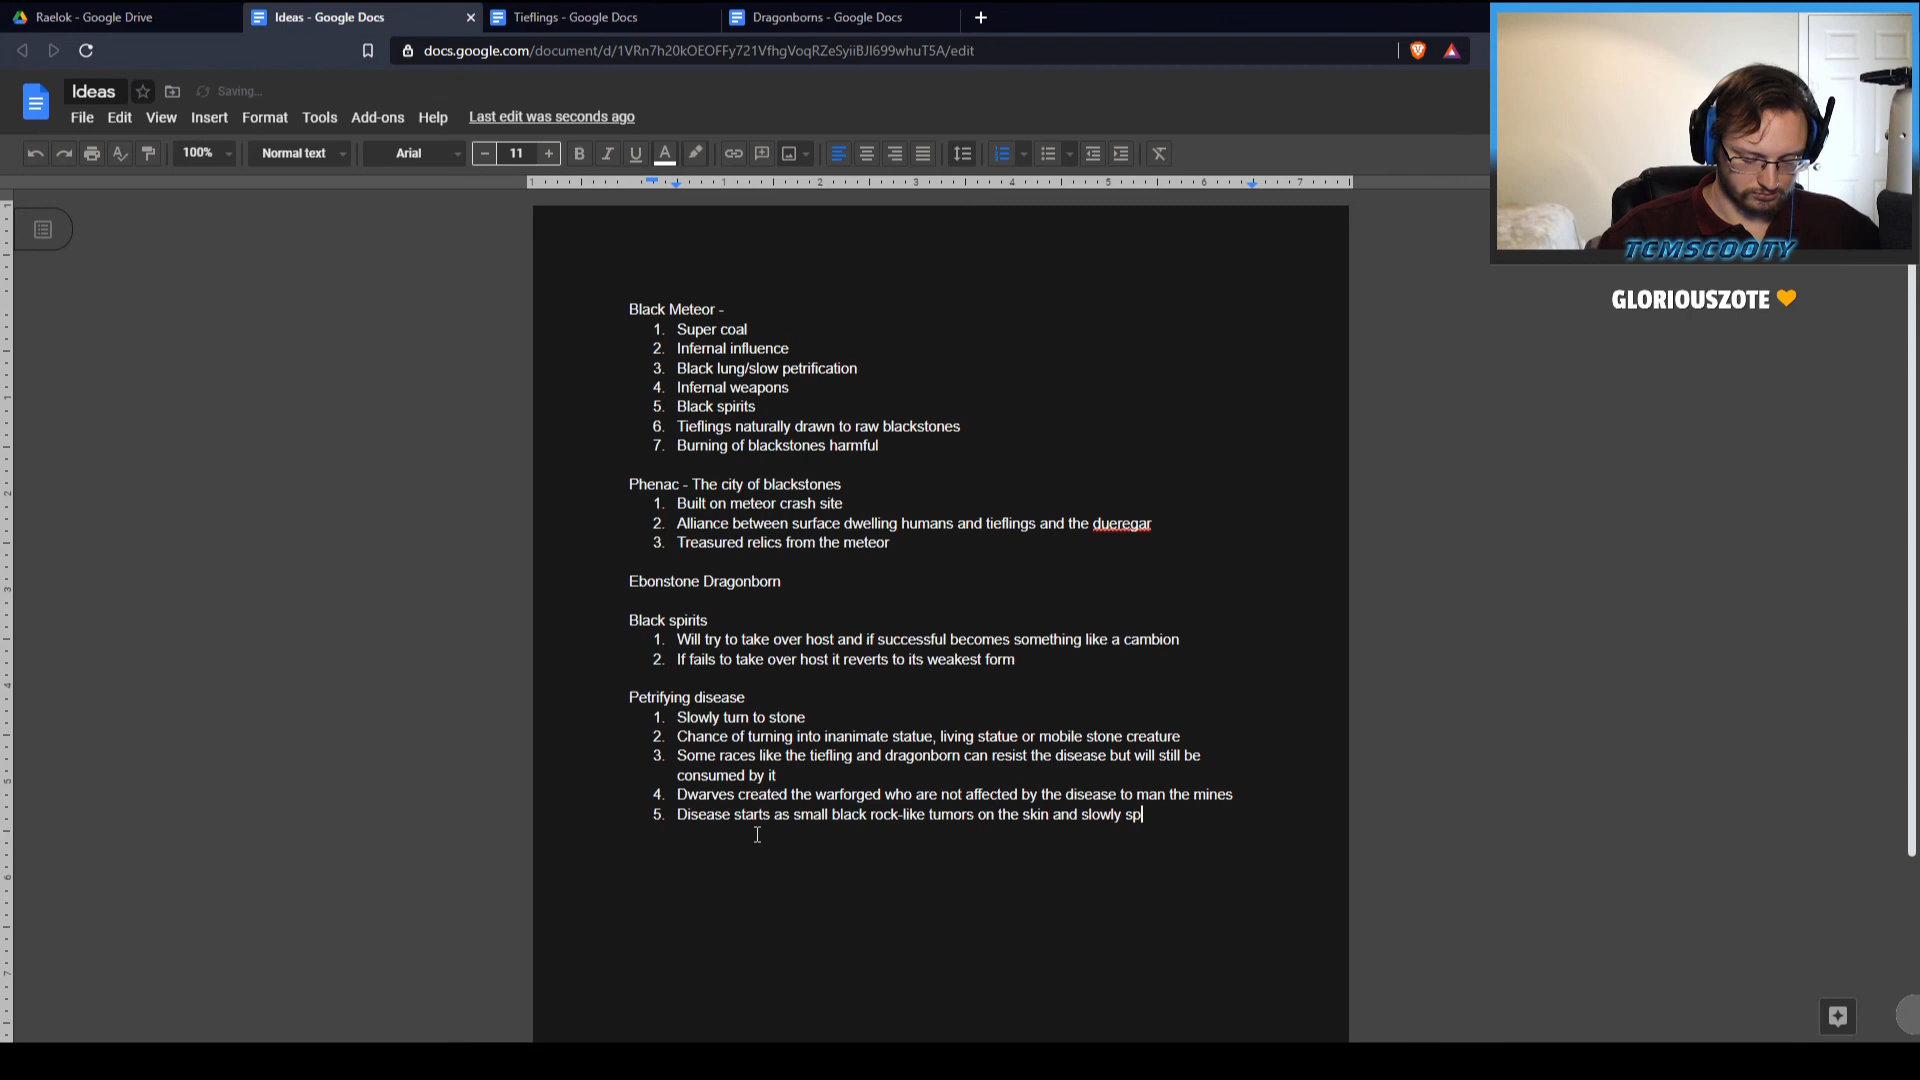 Raelok - Google Drive
Ideas - Google Docs
Tieflings - Google Docs
Dragonborns - Google Docs
docs.google.com/document/d/1VRn7h20kOEOFFy721VfhgVoqRZeSyiiBJl699whuT5A/edit
Ideas
Saving...
File Edit View Insert Format Tools Add-ons Help Last edit was seconds ago
100% Normal text Arial 11 B I U A
1 1 2 3 4 5 6 7
TCMSCOOTY
GLORIOUSZOTE 🧡
Black Meteor -
1. Super coal
2. Infernal influence
3. Black lung/slow petrification
4. Infernal weapons
5. Black spirits
6. Tieflings naturally drawn to raw blackstones
7. Burning of blackstones harmful
Phenac - The city of blackstones
1. Built on meteor crash site
2. Alliance between surface dwelling humans and tieflings and the dueregar
3. Treasured relics from the meteor
Ebonstone Dragonborn
Black spirits
1. Will try to take over host and if successful becomes something like a cambion
2. If fails to take over host it reverts to its weakest form
Petrifying disease
1. Slowly turn to stone
2. Chance of turning into inanimate statue, living statue or mobile stone creature
3. Some races like the tiefling and dragonborn can resist the disease but will still be
consumed by it
4. Dwarves created the warforged who are not affected by the disease to man the mines
5. Disease starts as small black rock-like tumors on the skin and slowly sp